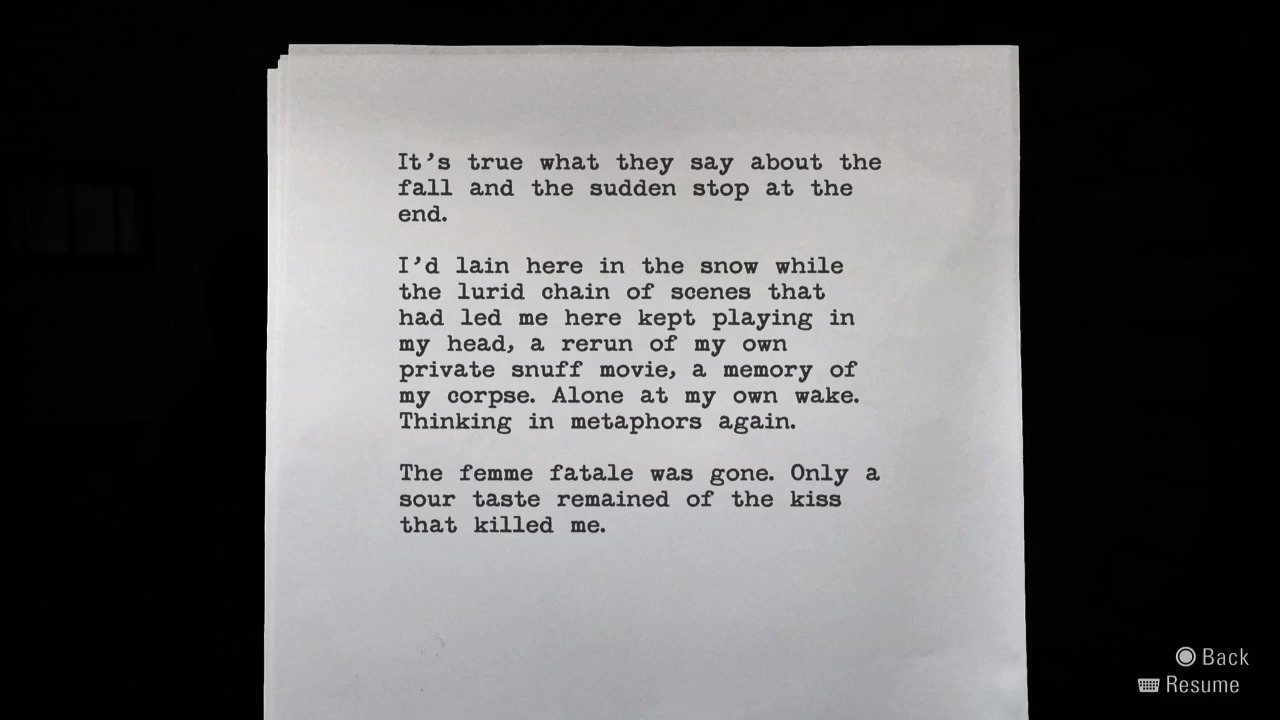 It's true what they say about the
fall and the sudden stop at the
end.
I'd lain here in the snow while
the lurid chain of scenes that
had led me here kept playing in
my head, a rerun of my own
private snuff movie, a memory of
my corpse. Alone at my own wake.
Thinking in metaphors again.
The femme fatale was gone. Only a
sour taste remained of the kiss
that killed me.
Back
Resume